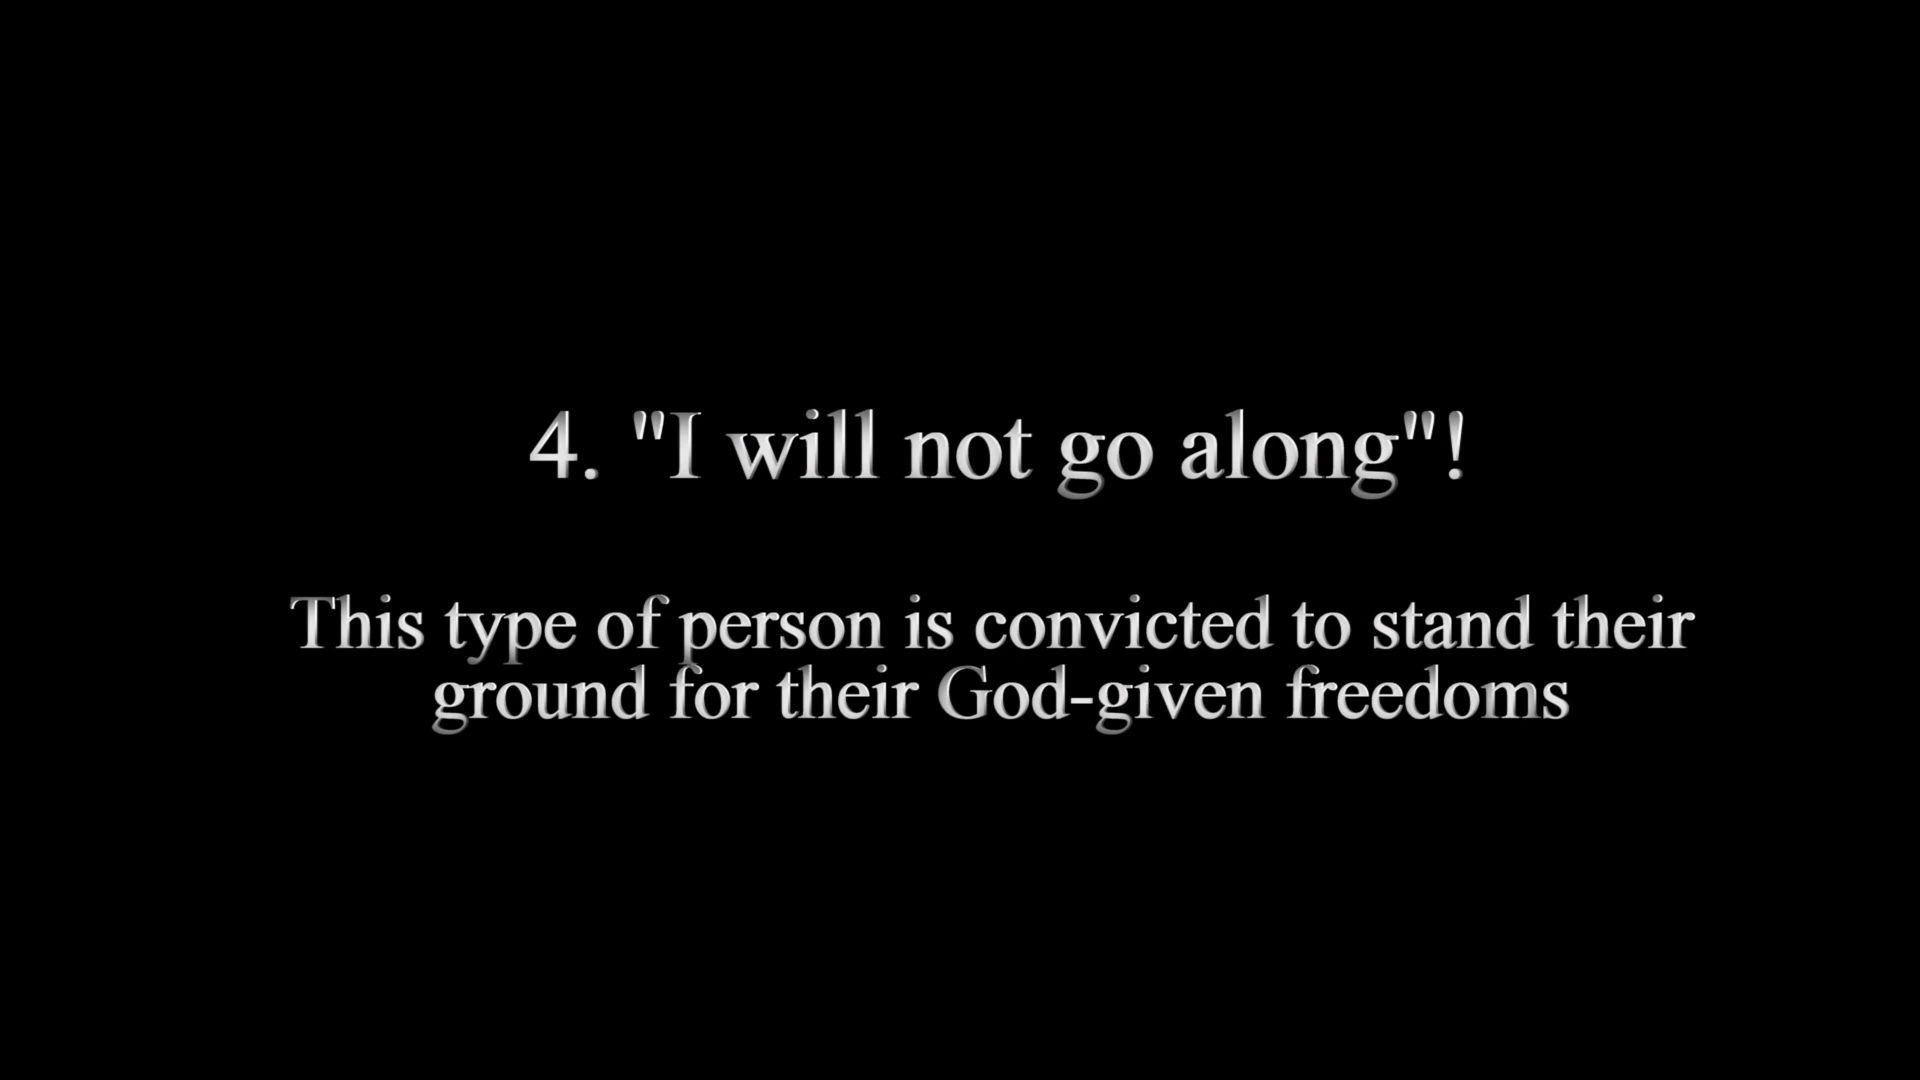 4. "I will not go along"!
This type of person is convicted to stand their
ground for their God-given freedoms